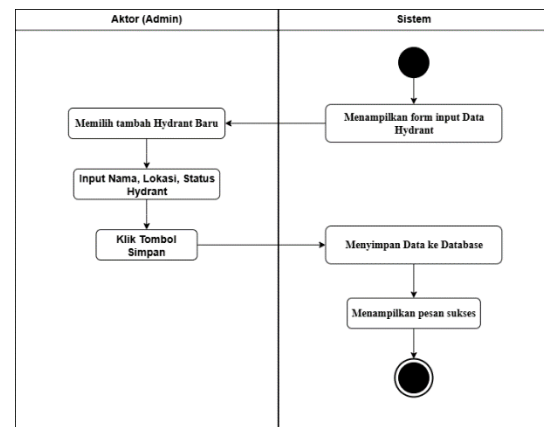 Aktor (Admin)
Sistem
Menampilkan form input Data
Hydrant
Memilih tambah Hydrant Baru
Input Nama, Lokasi, Status
Hydrant
Klik Tombol
Simpan
Menyimpan Data ke Database
Menampilkan pesan sukses